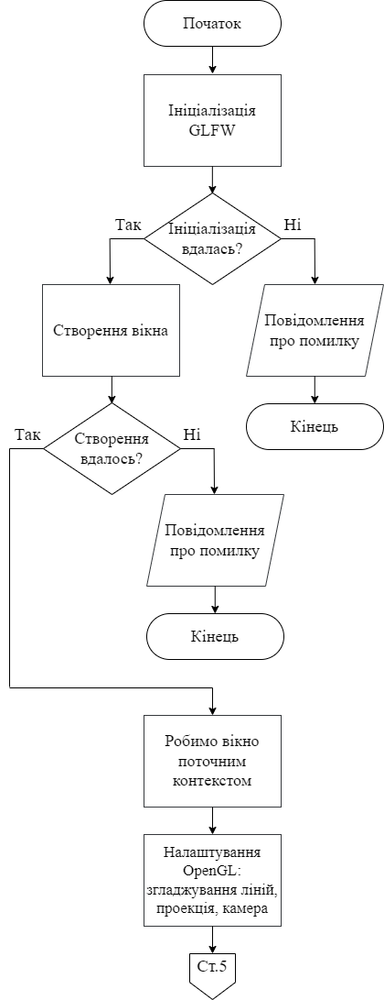 Початок
Ініціалізація
GLFW
Так
Ініціалізація
вдалась?
Ні
Створення вікна
Повідомлення
про помилку
Кінець
Так
Створення
вдалось?
Ні
Повідомлення
про помилку
Кінець
Робимо вікно
поточним
контекстом
Налаштування
OpenGL:
згладжування ліній,
проекція, камера
Ст.5